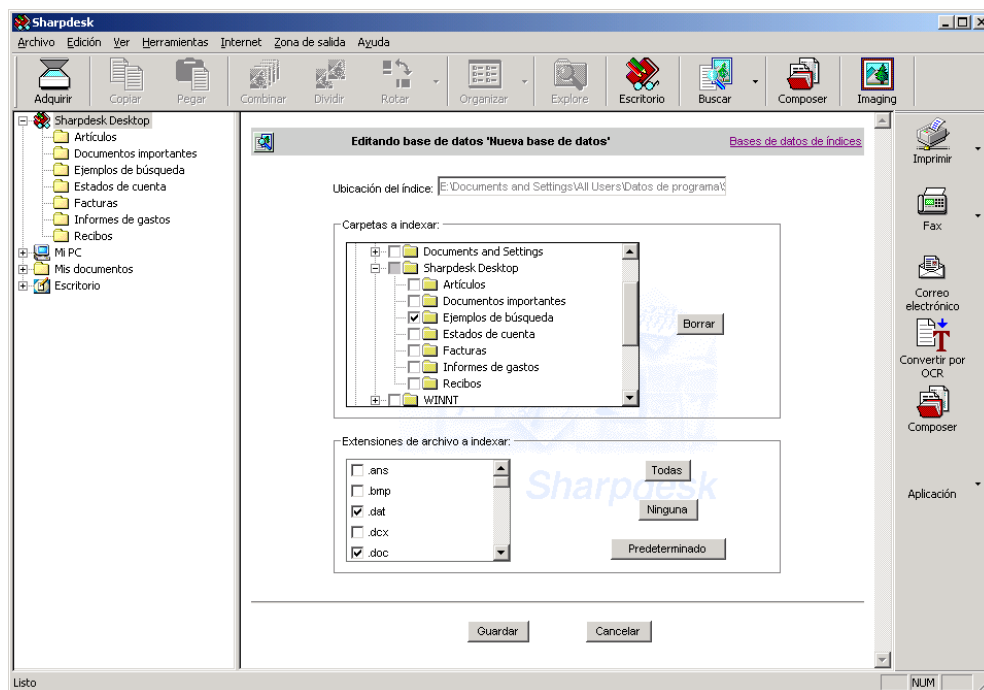 Sharpdesk
Archivo Edición Ver Herramientas Internet Zona de salida Ayuda
Adquirir Copiar Pegar Combinar Dividir Rotar Organizar Explore Escritorio Buscar Composer Imaging
Sharpdesk Desktop
Artículos
Documentos importantes
Ejemplos de búsqueda
Estados de cuenta
Facturas
Informes de gastos
Recibos
Mi PC
Mis documentos
Escritorio
Editando base de datos 'Nueva base de datos'
Bases de datos de índices
Ubicación del índice: E:\Documents and Settings\All Users\Datos de programa\S
Carpetas a indexar:
Documents and Settings
Sharpdesk Desktop
Artículos
Documentos importantes
Ejemplos de búsqueda
Estados de cuenta
Facturas
Informes de gastos
Recibos
WINNT
Borrar
Extensiones de archivo a indexar:
.ans
.bmp
.dat
.dcx
.doc
Todas
Ninguna
Predeterminado
Sharpdesk
Guardar Cancelar
Imprimir
Fax
Correo
electrónico
Convertir por
OCR
Composer
Aplicación
Listo
NUM